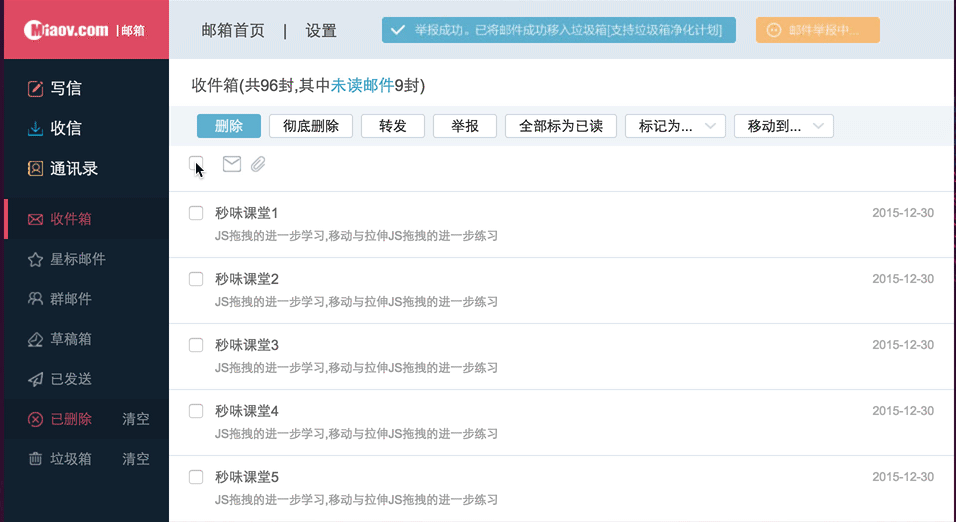 Miaov.com | 邮箱
邮箱首页 | 设置
举报成功。已将邮件成功移入垃圾箱[支持垃圾箱净化计划]
邮件举报中...
写信
收信
通讯录
收件箱
星标邮件
群邮件
草稿箱
已发送
已删除 清空
垃圾箱 清空
收件箱(共96封,其中未读邮件9封)
删除 彻底删除 转发 举报 全部标为已读 标记为... 移动到...
秒味课堂1 2015-12-30
JS拖拽的进一步学习,移动与拉伸JS拖拽的进一步练习
秒味课堂2 2015-12-30
JS拖拽的进一步学习,移动与拉伸JS拖拽的进一步练习
秒味课堂3 2015-12-30
JS拖拽的进一步学习,移动与拉伸JS拖拽的进一步练习
秒味课堂4 2015-12-30
JS拖拽的进一步学习,移动与拉伸JS拖拽的进一步练习
秒味课堂5 2015-12-30
JS拖拽的进一步学习,移动与拉伸JS拖拽的进一步练习